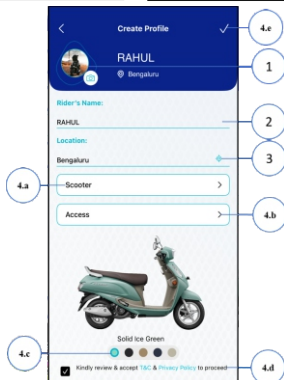 Create Profile
4.e
RAHUL
Bengaluru
1
Rider's Name:
RAHUL
2
Location:
Bengaluru
3
4.a
Scooter
Access
4.b
Solid Ice Green
4.c
Kindly review & accept T&C & Privacy Policy to proceed
4.d